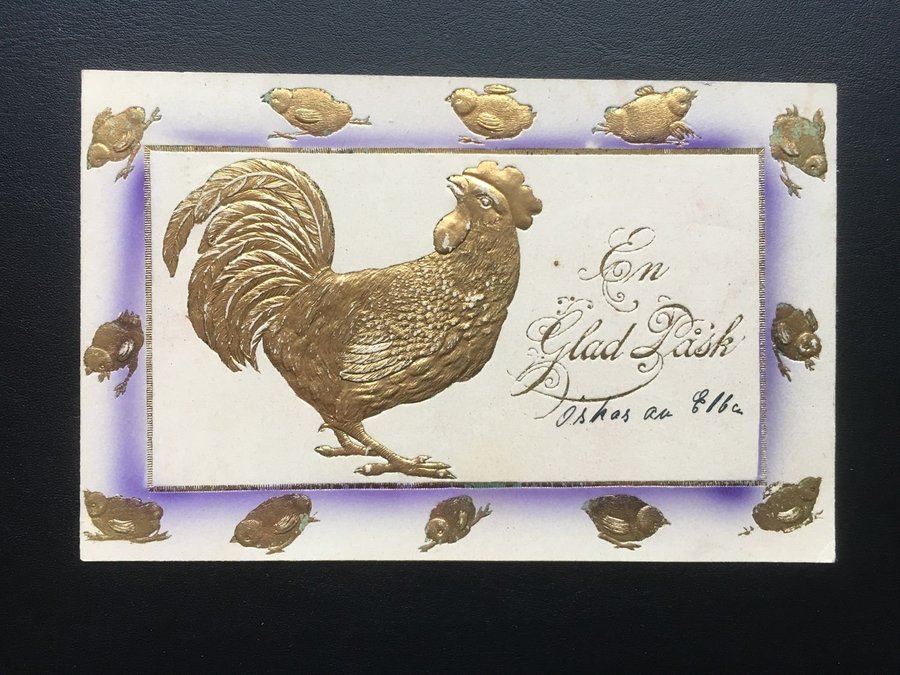 En
Glad Påsk
önskas av Elba